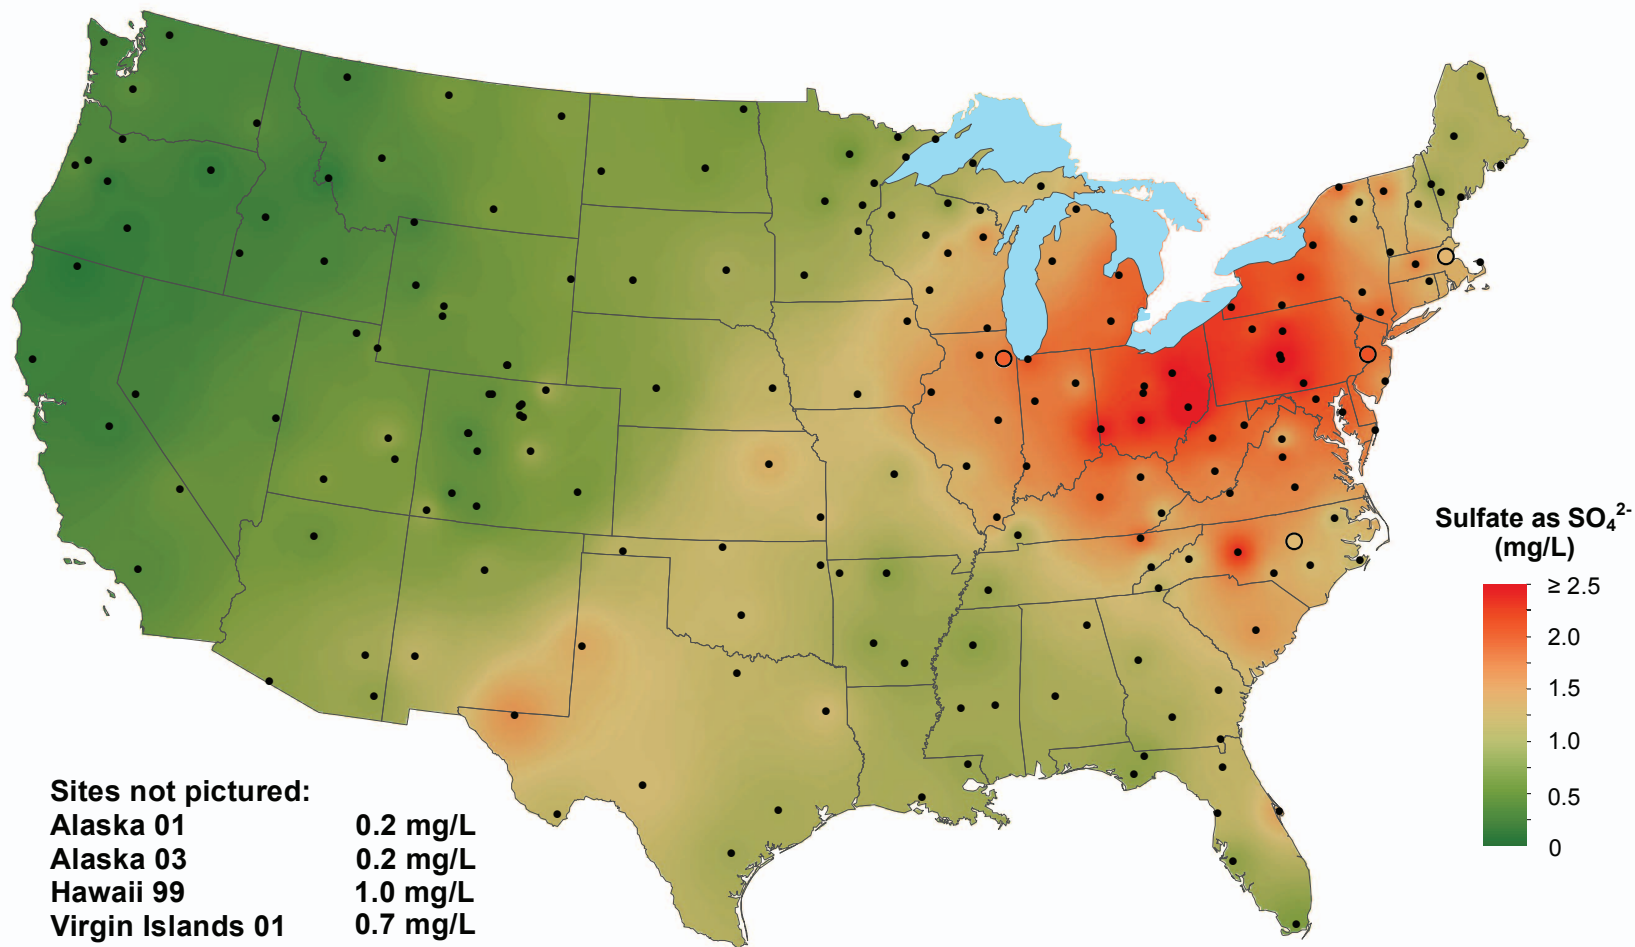 Sulfate as SO₄²⁻
(mg/L)
≥ 2.5
2.0
1.5
1.0
0.5
0
Sites not pictured:
Alaska 01 0.2 mg/L
Alaska 03 0.2 mg/L
Hawaii 99 1.0 mg/L
Virgin Islands 01 0.7 mg/L